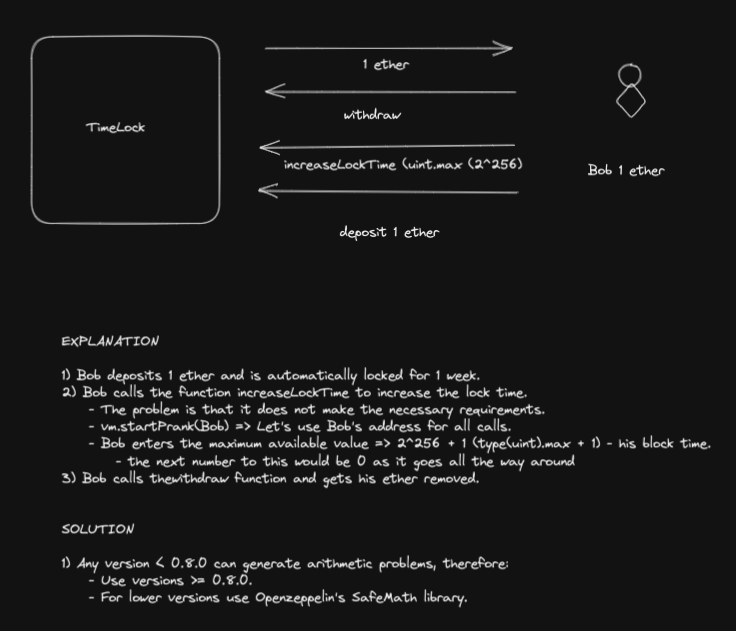 TimeLock
1 ether
withdraw
increaseLockTime (uint.max (2^256)
deposit 1 ether
Bob 1 ether
EXPLANATION
1) Bob deposits 1 ether and is automatically locked for 1 week.
2) Bob calls the function increaseLockTime to increase the lock time.
- The problem is that it does not make the necessary requirements.
- vm.startPrank(Bob) => Let's use Bob's address for all calls.
- Bob enters the maximum available value => 2^256 + 1 (type(uint).max + 1) - his block time.
- the next number to this would be 0 as it goes all the way around
3) Bob calls thewithdraw function and gets his ether removed.
SOLUTION
1) Any version < 0.8.0 can generate arithmetic problems, therefore:
- Use versions >= 0.8.0.
- For lower versions use Openzeppelin's SafeMath library.